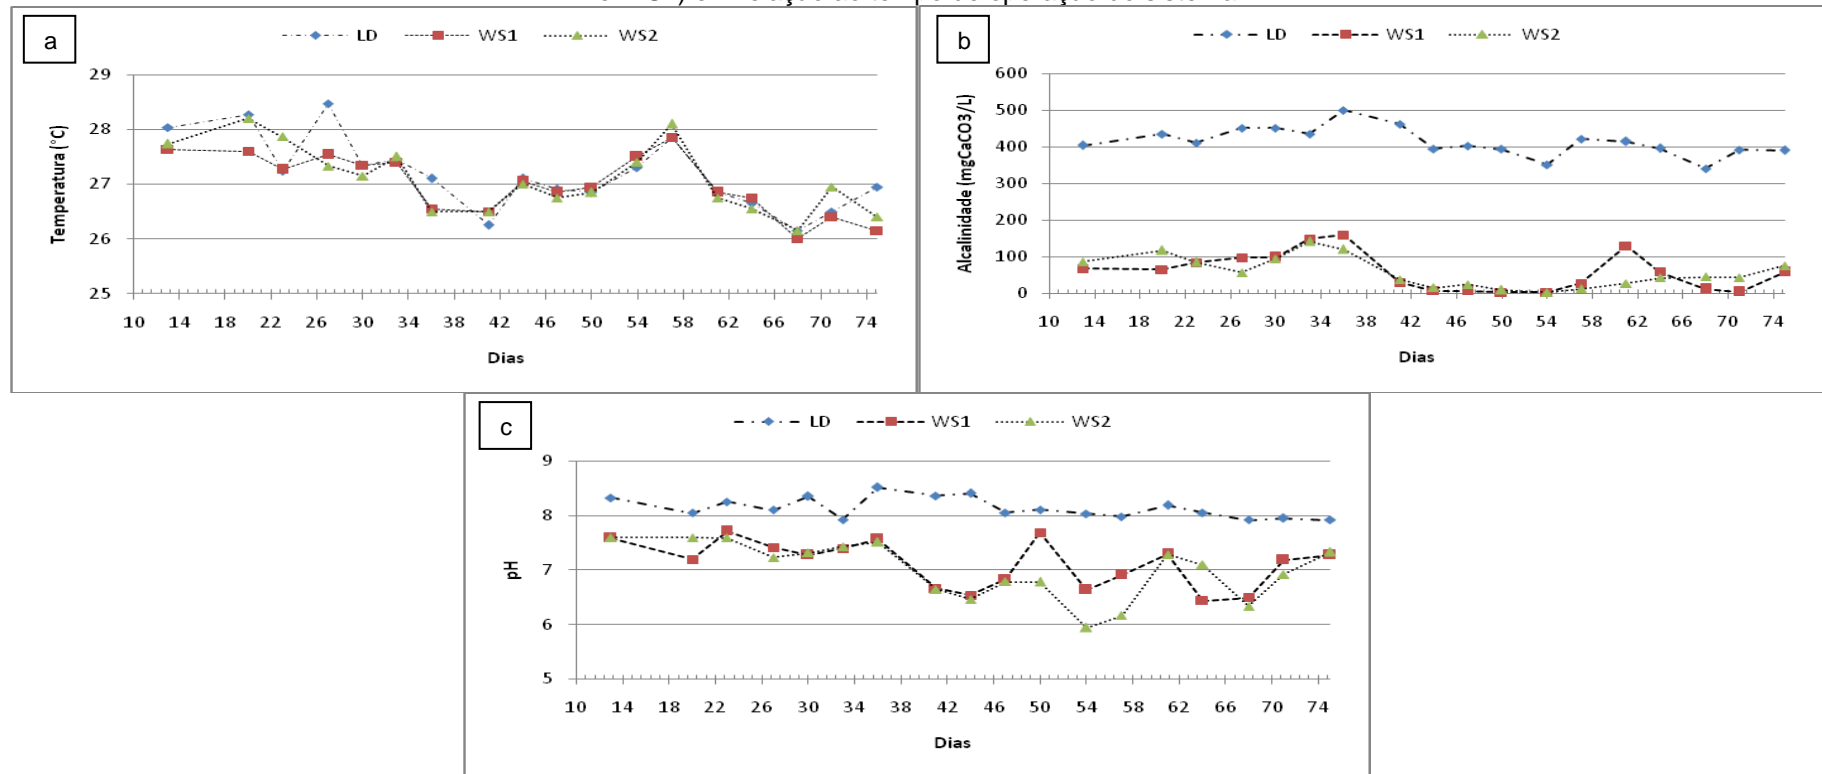 a
LD WS1 WS2
Temperatura (°C)
29
28
27
26
25
10 14 18 22 26 30 34 38 42 46 50 54 58 62 66 70 74
Dias
b
LD WS1 WS2
Alcalinidade (mgCaCO3/L)
600
500
400
300
200
100
0
10 14 18 22 26 30 34 38 42 46 50 54 58 62 66 70 74
Dias
c
LD WS1 WS2
pH
9
8
7
6
5
10 14 18 22 26 30 34 38 42 46 50 54 58 62 66 70 74
Dias